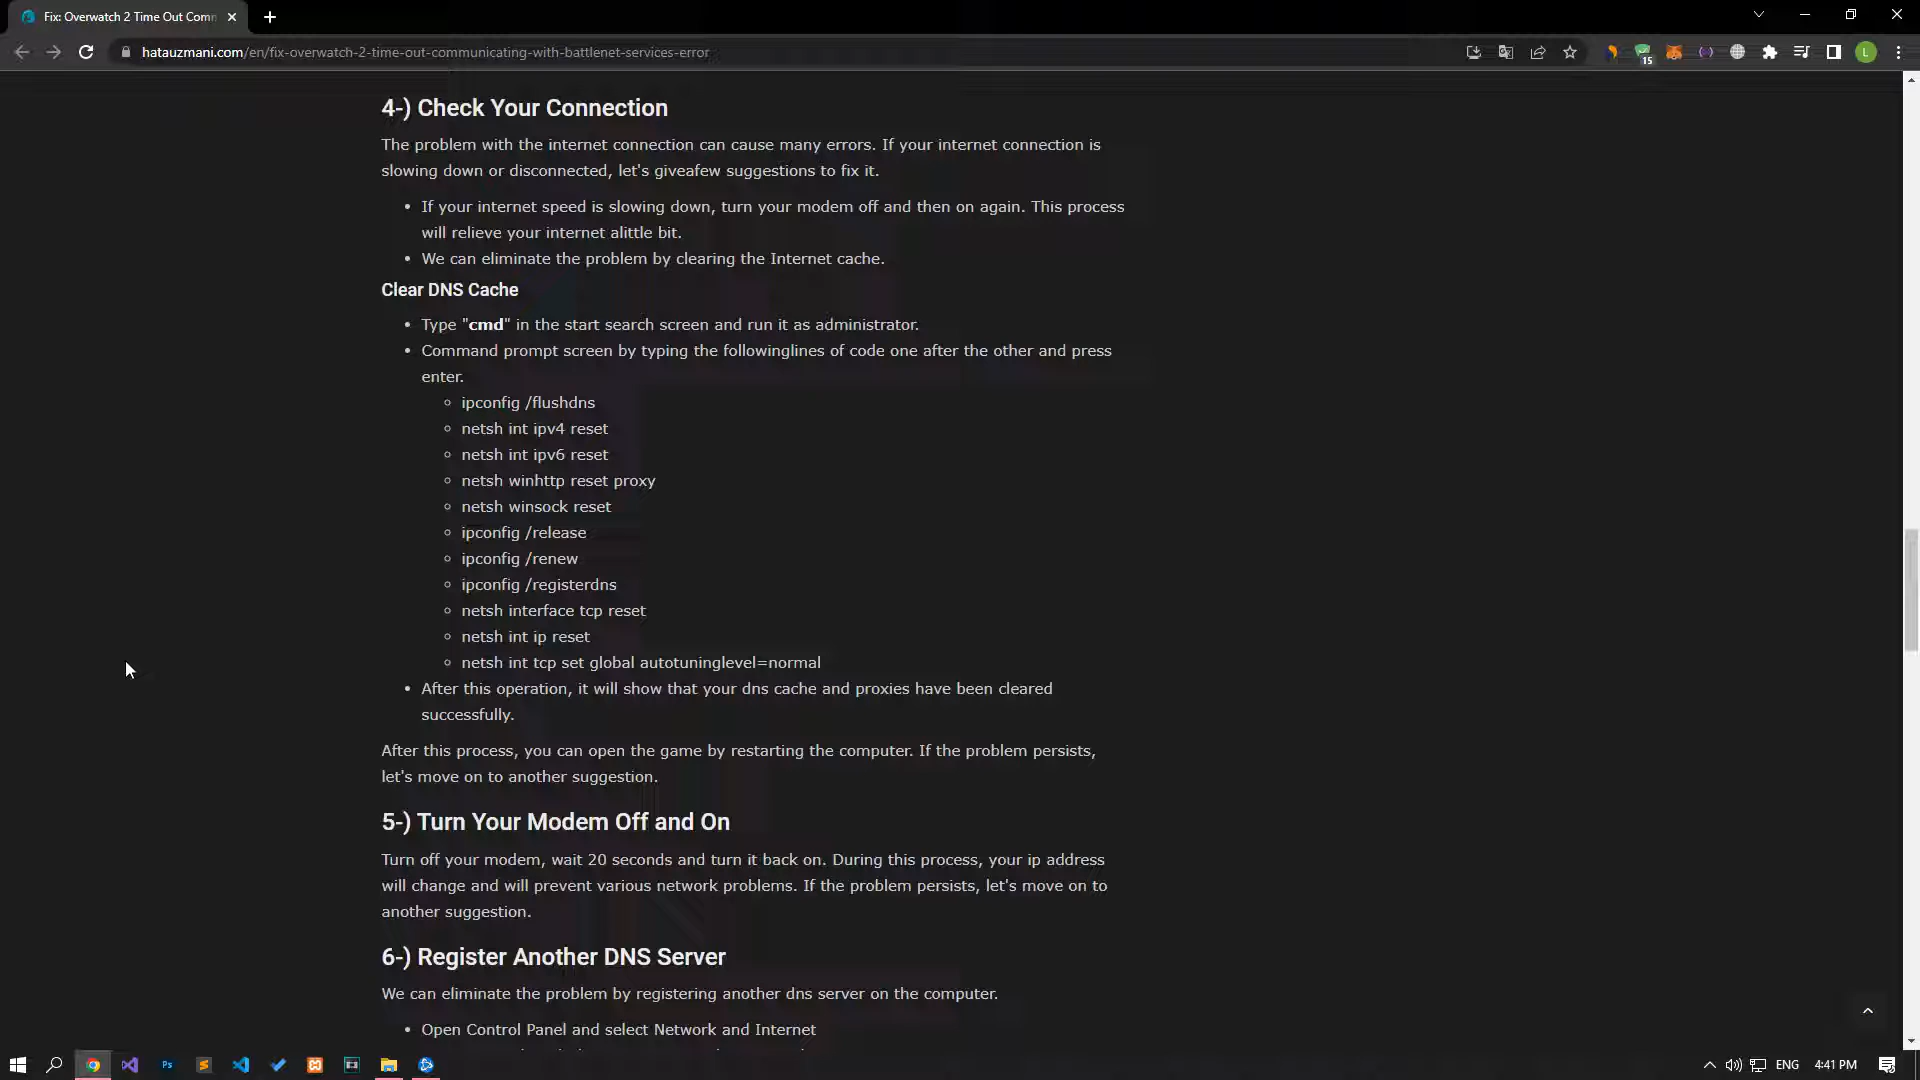 Fix: Overwatch 2 Time Out Com
hatauzmani.com/en/fix-overwatch-2-time-out-communicating-with-battlenet-services-error
15
L
4-) Check Your Connection
The problem with the internet connection can cause many errors. If your internet connection is
slowing down or disconnected, let's giveafew suggestions to fix it.
• If your internet speed is slowing down, turn your modem off and then on again. This process
will relieve your internet alittle bit.
• We can eliminate the problem by clearing the Internet cache.
Clear DNS Cache
• Type "cmd" in the start search screen and run it as administrator.
• Command prompt screen by typing the followinglines of code one after the other and press
enter.
◦ ipconfig /flushdns
◦ netsh int ipv4 reset
◦ netsh int ipv6 reset
◦ netsh winhttp reset proxy
◦ netsh winsock reset
◦ ipconfig /release
◦ ipconfig /renew
◦ ipconfig /registerdns
◦ netsh interface tcp reset
◦ netsh int ip reset
◦ netsh int tcp set global autotuninglevel=normal
• After this operation, it will show that your dns cache and proxies have been cleared
successfully.
After this process, you can open the game by restarting the computer. If the problem persists,
let's move on to another suggestion.
5-) Turn Your Modem Off and On
Turn off your modem, wait 20 seconds and turn it back on. During this process, your ip address
will change and will prevent various network problems. If the problem persists, let's move on to
another suggestion.
6-) Register Another DNS Server
We can eliminate the problem by registering another dns server on the computer.
• Open Control Panel and select Network and Internet
Ps
ENG
4:41 PM